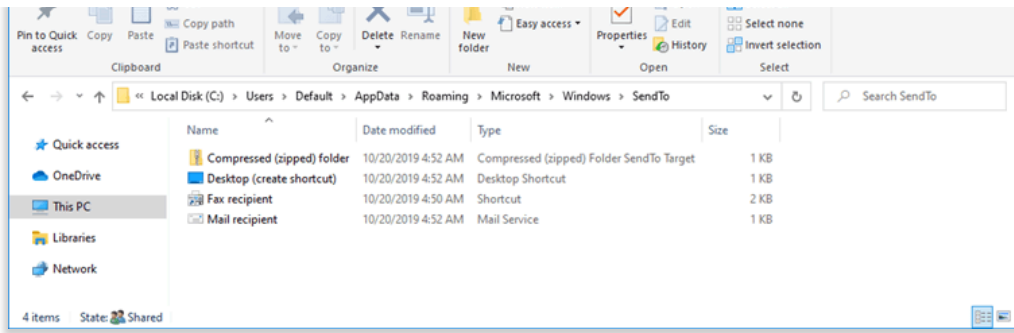 Copy path
Edit
Select none
Easy access
Pin to Quick access
Copy
Paste
Paste shortcut
Move to
Copy to
Delete
Rename
New folder
Properties
History
Invert selection
Clipboard
Organize
New
Open
Select
« Local Disk (C:) > Users > Default > AppData > Roaming > Microsoft > Windows > SendTo
Search SendTo
Name Date modified Type Size
Quick access
OneDrive
This PC
Libraries
Network
Compressed (zipped) folder 10/20/2019 4:52 AM Compressed (zipped) Folder SendTo Target 1 KB
Desktop (create shortcut) 10/20/2019 4:52 AM Desktop Shortcut 1 KB
Fax recipient 10/20/2019 4:50 AM Shortcut 2 KB
Mail recipient 10/20/2019 4:52 AM Mail Service 1 KB
4 items State: Shared